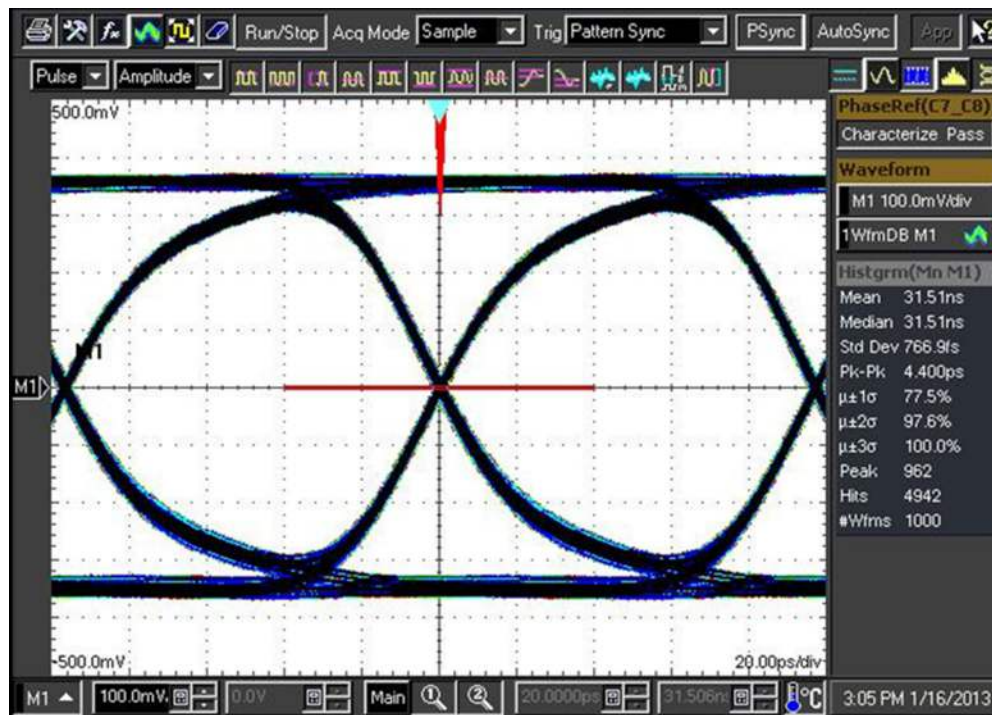 Run/Stop Acq Mode Sample Trig Pattern Sync PSync AutoSync App
Pulse Amplitude
500.0mV
PhaseRef(C7_C8)
Characterize Pass
Waveform
M1 100.0mV/div
1WfmDB M1
Histgrm(Mn M1)
Mean 31.51ns
Median 31.51ns
Std Dev 766.9fs
Pk-Pk 4.400ps
µ±1σ 77.5%
µ±2σ 97.6%
µ±3σ 100.0%
Peak 962
Hits 4942
#Wfms 1000
M1
M1
-500.0mV 20.00ps/div
M1 100.0mV 0.0V Main 1 2 20.0000ps 31.506n °C 3:05 PM 1/16/2013